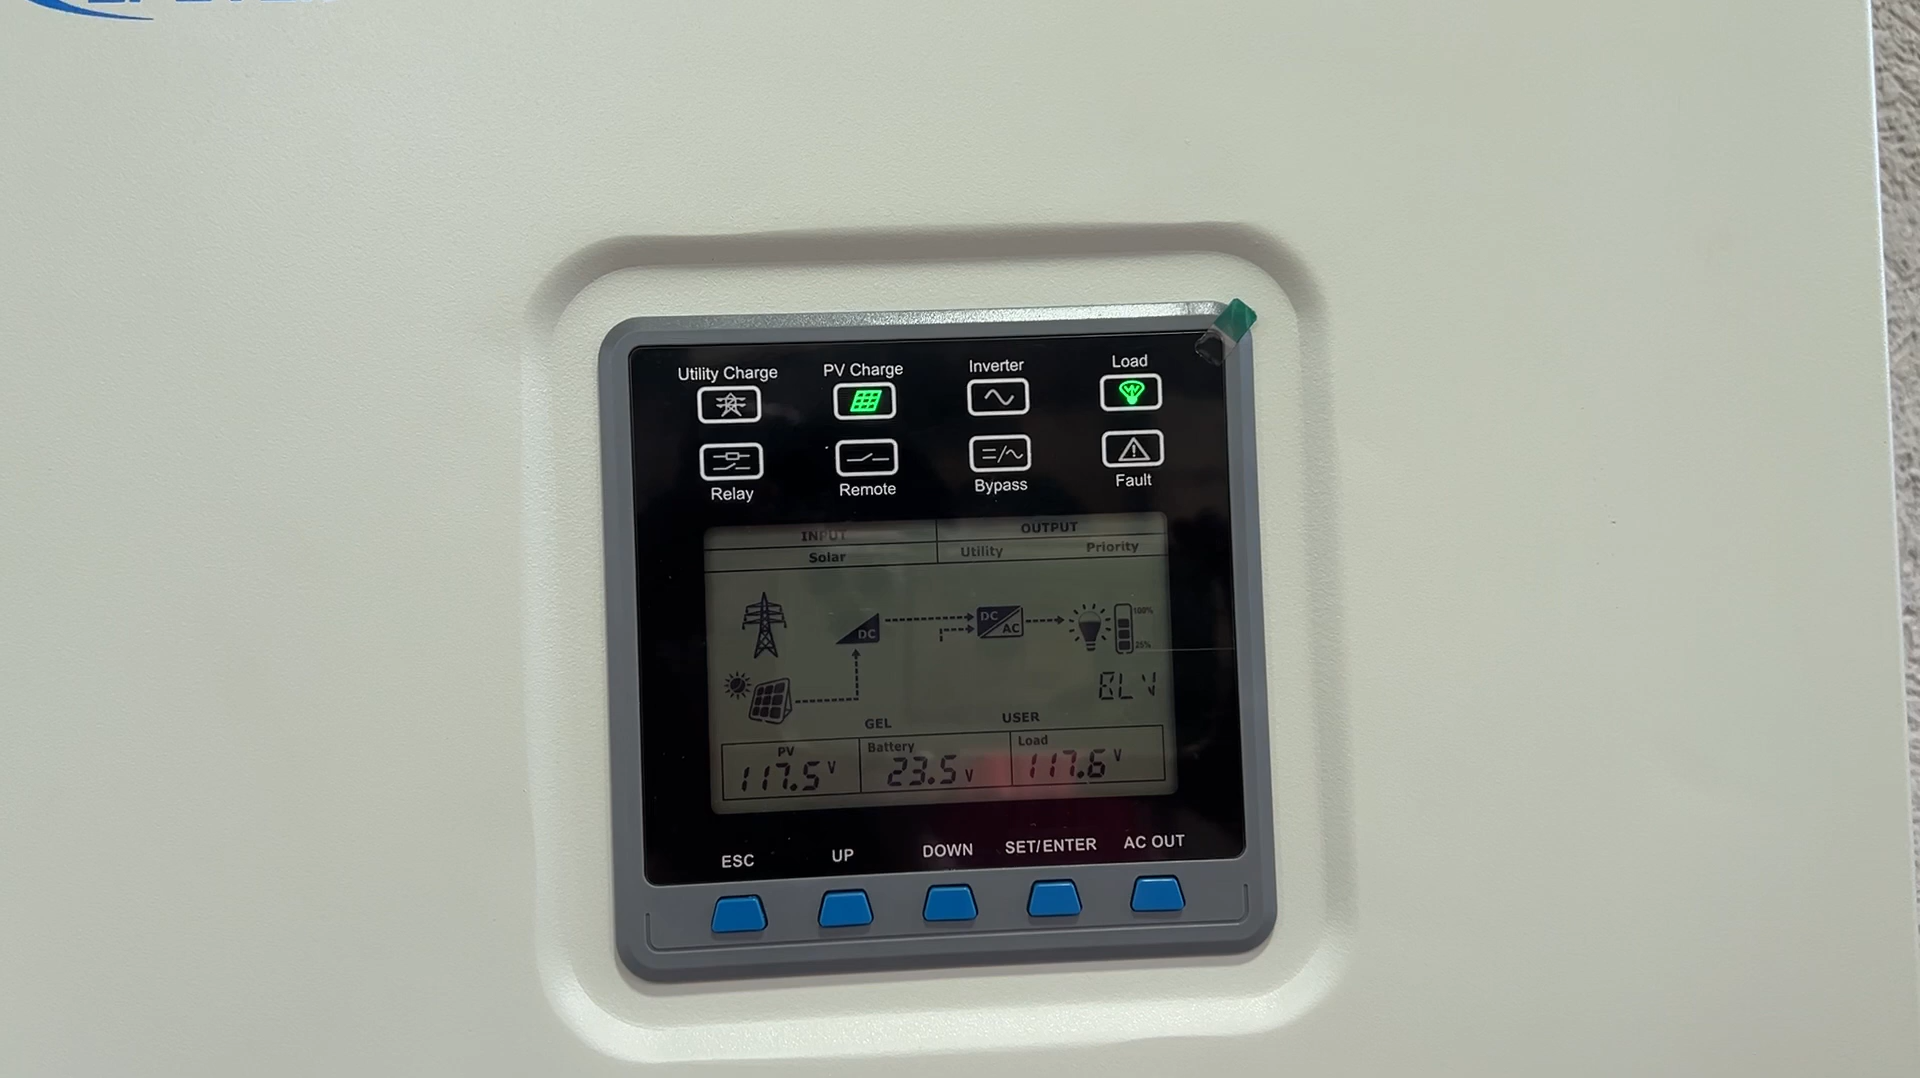 Utility Charge PV Charge Inverter Load
Relay Remote Bypass Fault
INPUT OUTPUT
Solar Utility Priority
DC DC AC 100%
25%
BLV
GEL USER
PV Battery Load
117.5 V 23.5 V 117.6 V
ESC UP DOWN SET/ENTER AC OUT